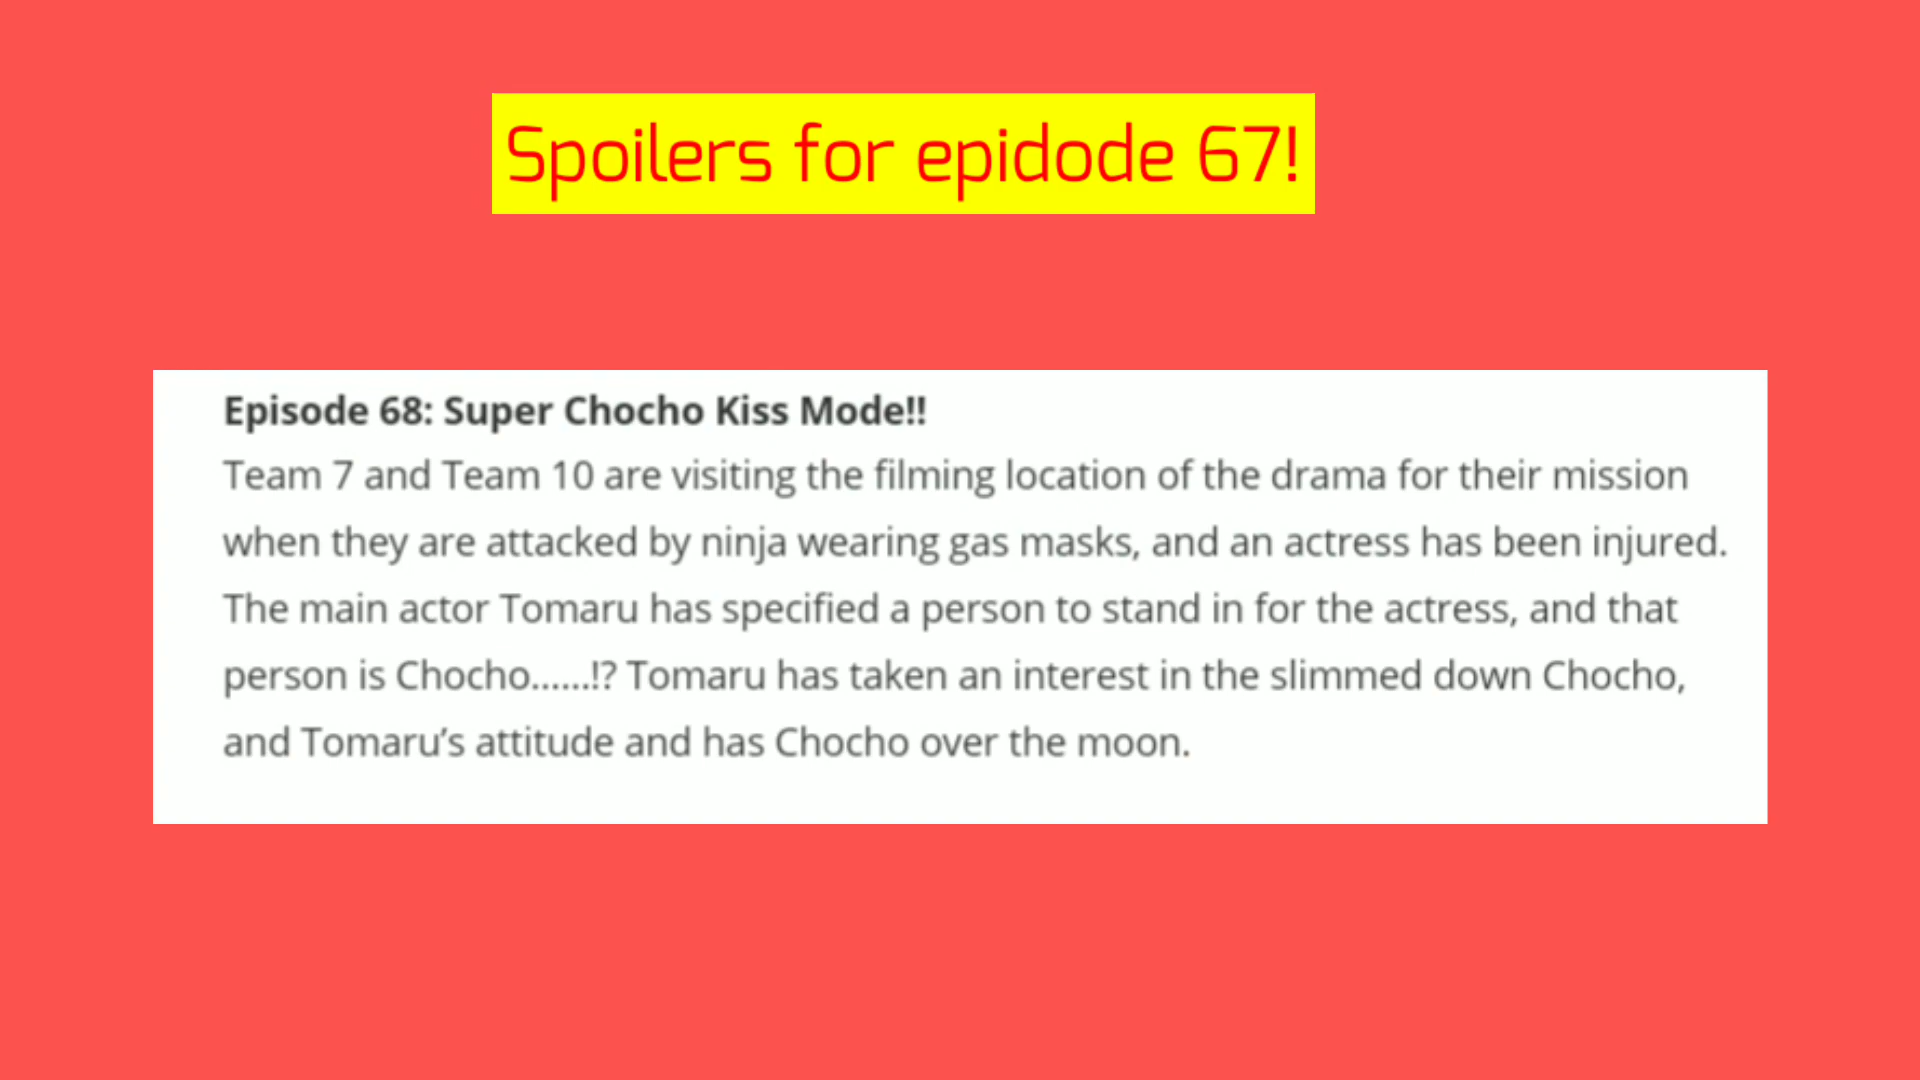 Spoilers for epidode 67!
Episode 68: Super Chocho Kiss Mode!!
Team 7 and Team 10 are visiting the filming location of the drama for their mission
when they are attacked by ninja wearing gas masks, and an actress has been injured.
The main actor Tomaru has specified a person to stand in for the actress, and that
person is Chocho......!? Tomaru has taken an interest in the slimmed down Chocho,
and Tomaru’s attitude and has Chocho over the moon.